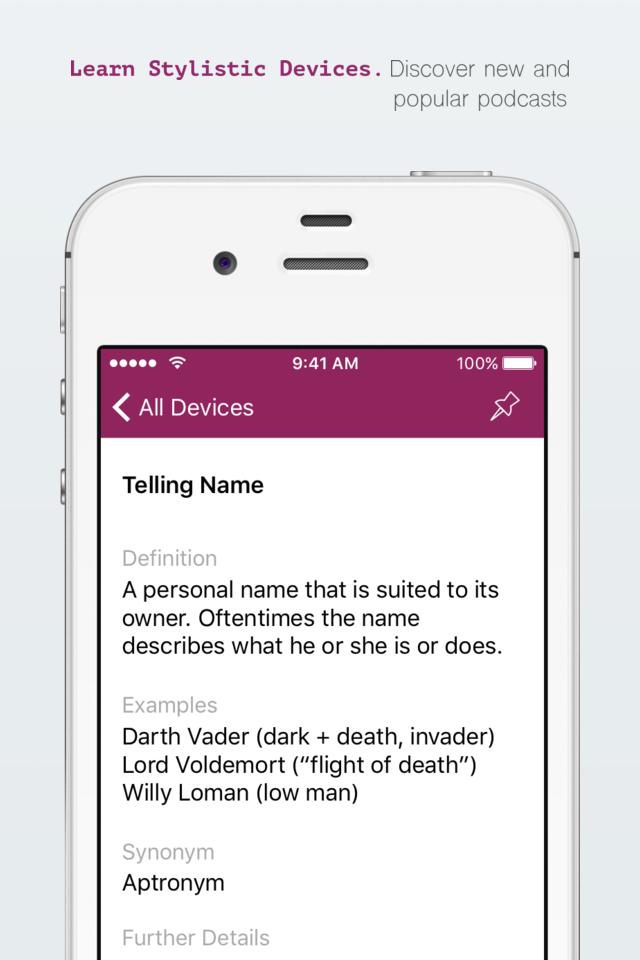 Learn Stylistic Devices. Discover new and
popular podcasts
9:41 AM
100%
All Devices
Telling Name
Definition
A personal name that is suited to its
owner. Oftentimes the name
describes what he or she is or does.
Examples
Darth Vader (dark + death, invader)
Lord Voldemort (“flight of death”)
Willy Loman (low man)
Synonym
Aptronym
Further Details